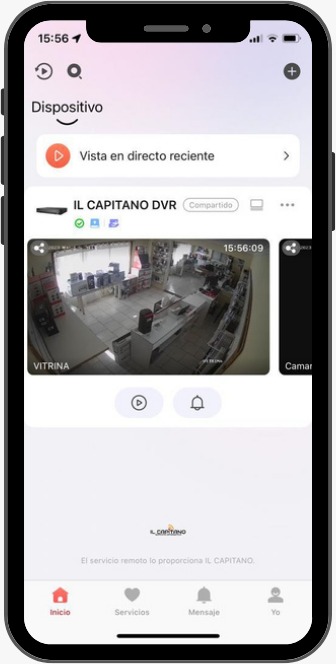 15:56
Dispositivo
Vista en directo reciente
IL CAPITANO DVR
Compartido
15:56:09
VITRINA
Camar
IL CAPITANO
El servicio remoto lo proporciona IL CAPITANO.
Inicio
Servicios
Mensaje
Yo